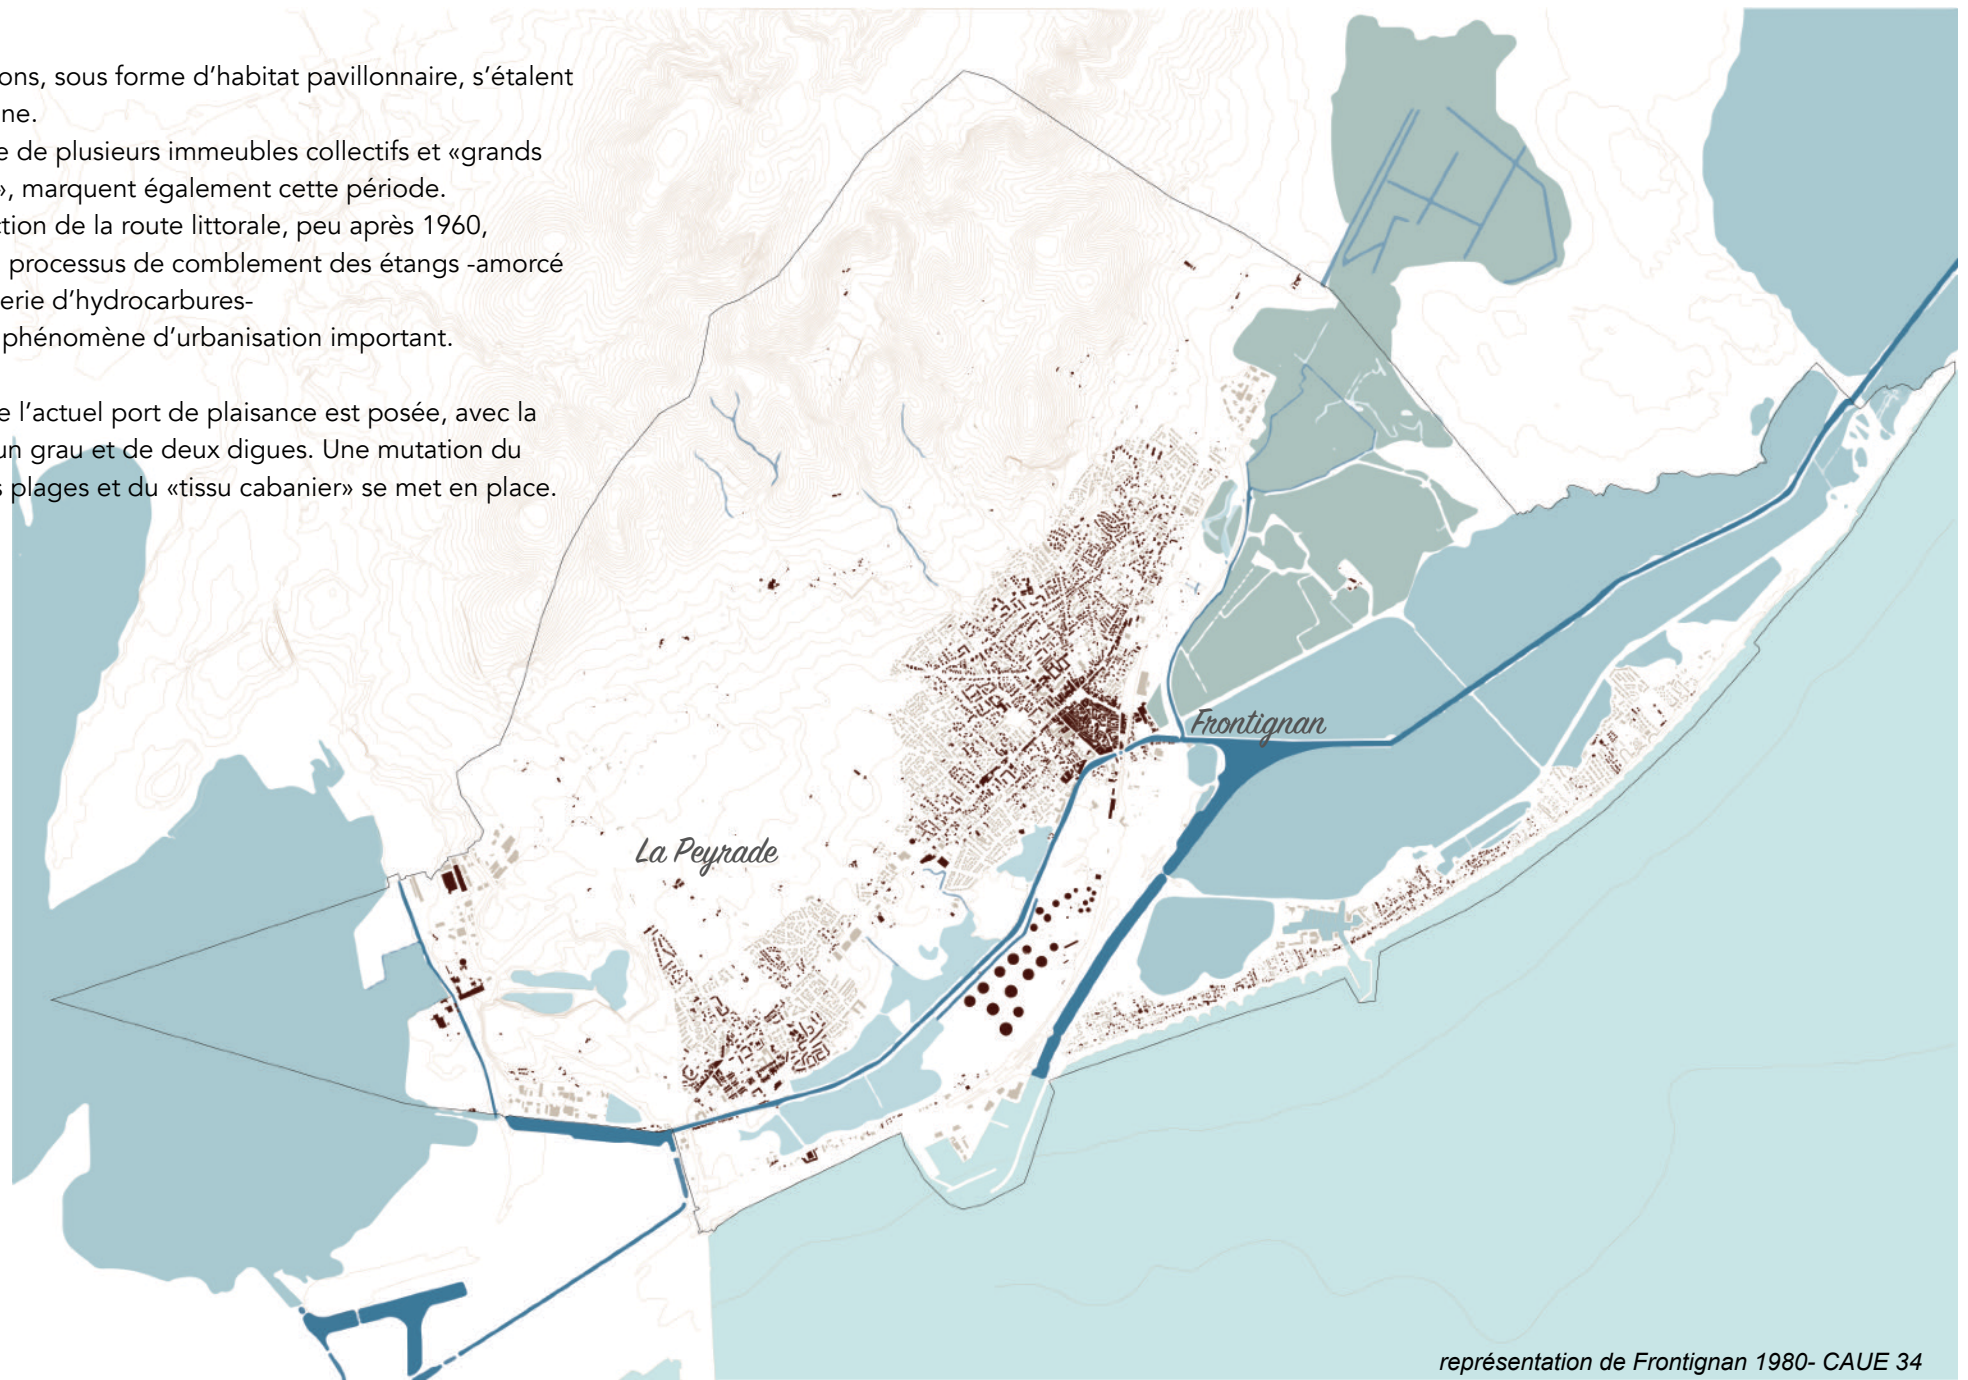 ons, sous forme d'habitat pavillonnaire, s'étalent
ne.
e de plusieurs immeubles collectifs et «grands
», marquent également cette période.
ction de la route littorale, peu après 1960,
processus de comblement des étangs -amorcé
erie d'hydrocarbures-
phénomène d'urbanisation important.
e l'actuel port de plaisance est posée, avec la
un grau et de deux digues. Une mutation du
s plages et du «tissu cabanier» se met en place.
Frontignan
La Peyrade
représentation de Frontignan 1980- CAUE 34